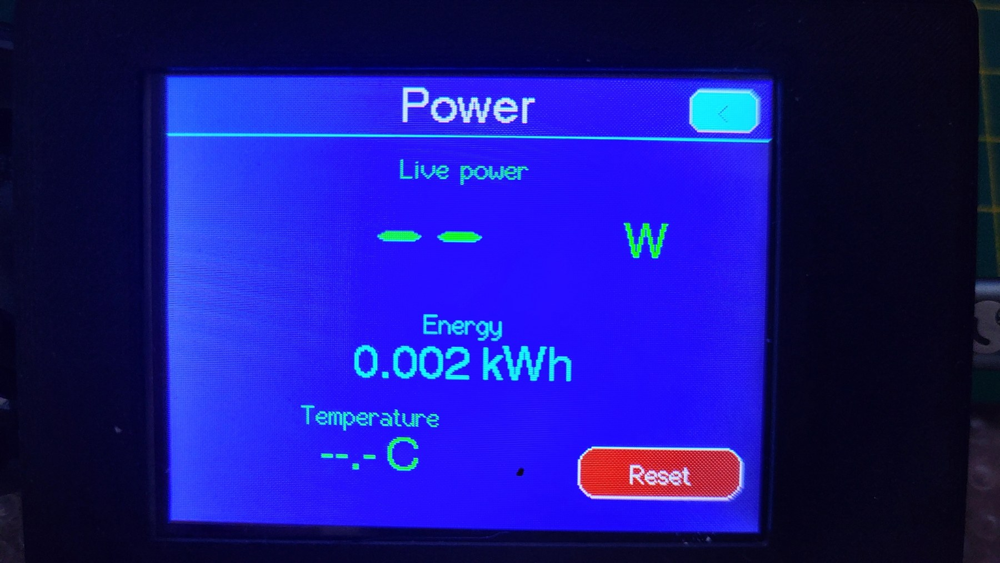 Power
<
Live power
-- W
Energy
0.002 kWh
Temperature
--.- C
Reset